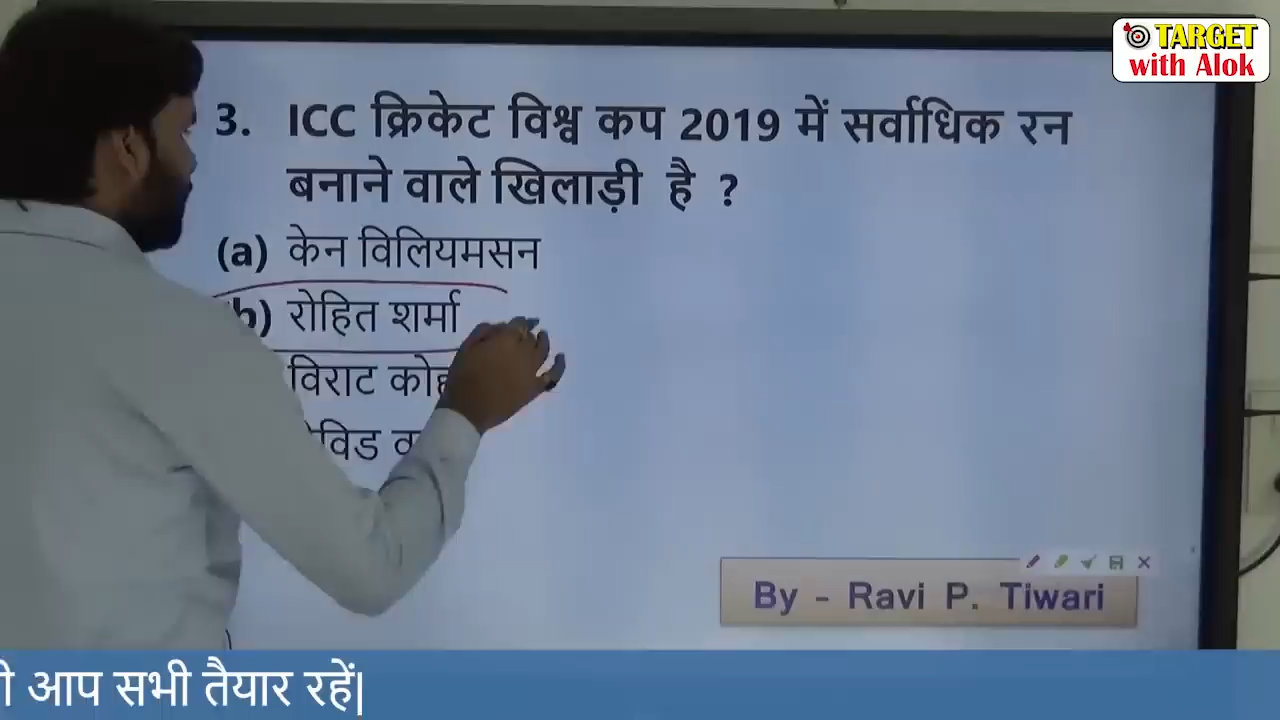 TARGET
with Alok
3. ICC क्रिकेट विश्व कप 2019 में सर्वाधिक रन
बनाने वाले खिलाड़ी है ?
(a) केन विलियमसन
रोहित शर्मा
विराट
By - Ravi P. Tiwari
आप सभी तैयार रहें|